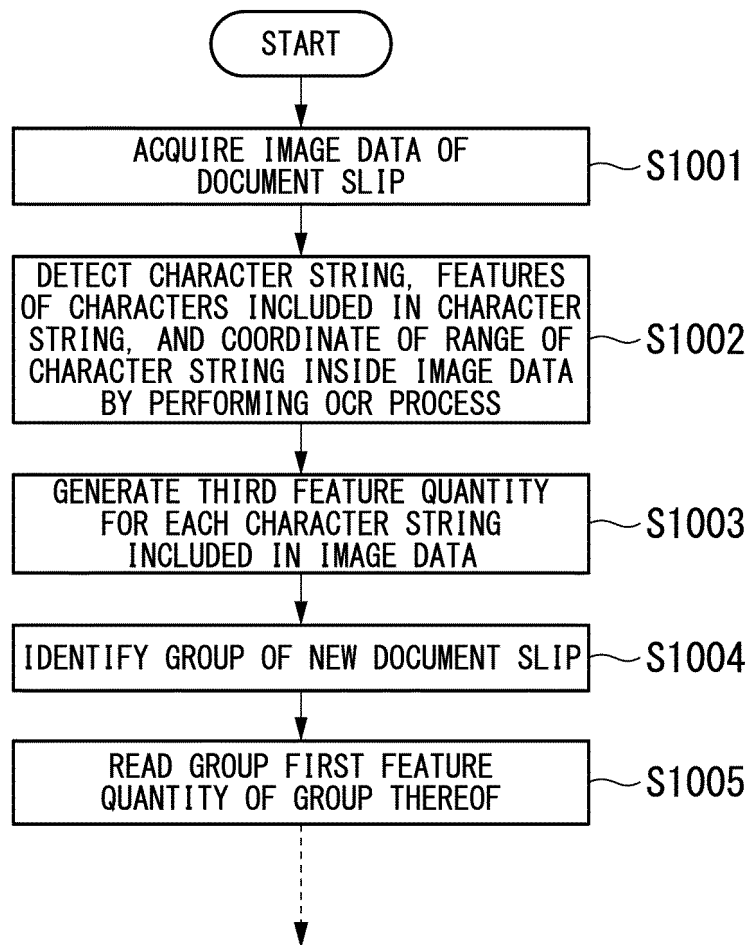 START
ACQUIRE IMAGE DATA OF
DOCUMENT SLIP
S1001
DETECT CHARACTER STRING, FEATURES
OF CHARACTERS INCLUDED IN CHARACTER
STRING, AND COORDINATE OF RANGE OF
CHARACTER STRING INSIDE IMAGE DATA
BY PERFORMING OCR PROCESS
S1002
GENERATE THIRD FEATURE QUANTITY
FOR EACH CHARACTER STRING
INCLUDED IN IMAGE DATA
S1003
IDENTIFY GROUP OF NEW DOCUMENT SLIP
S1004
READ GROUP FIRST FEATURE
QUANTITY OF GROUP THEREOF
S1005